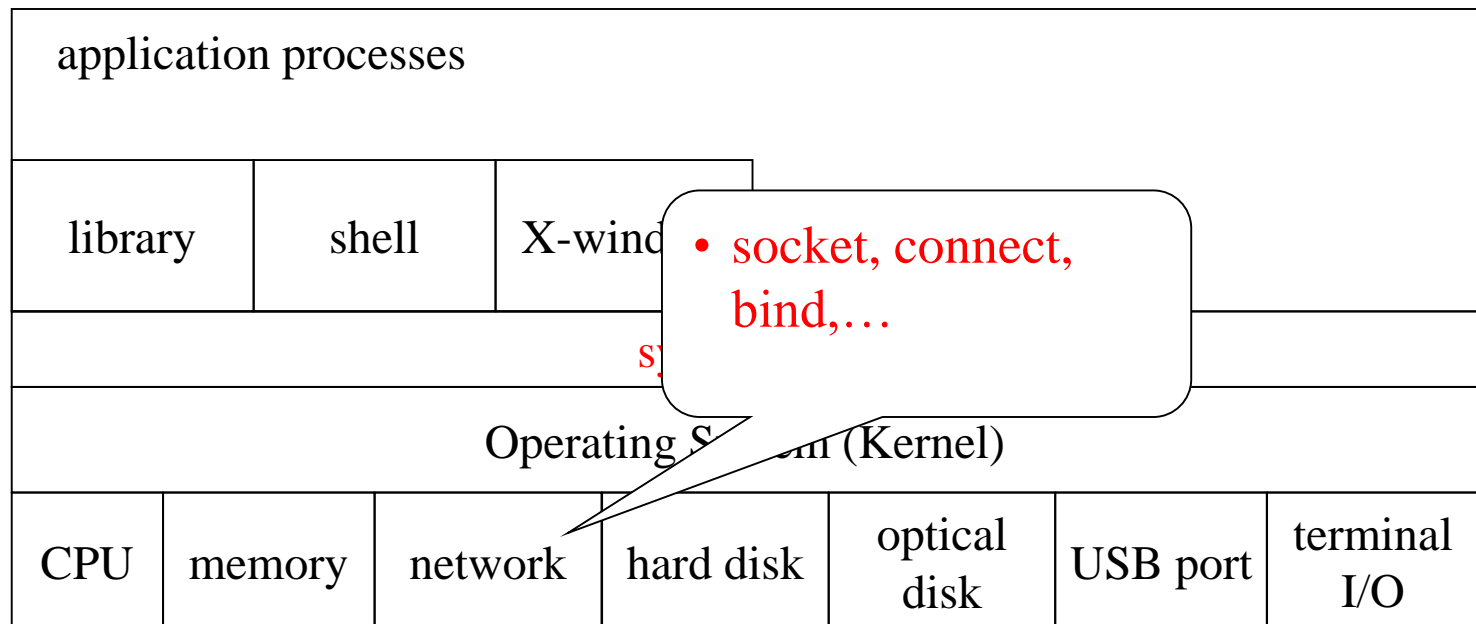 application processes
library shell X-wind
• socket, connect,
bind,…
sy
Operating S em (Kernel)
CPU memory network hard disk optical disk USB port terminal I/O